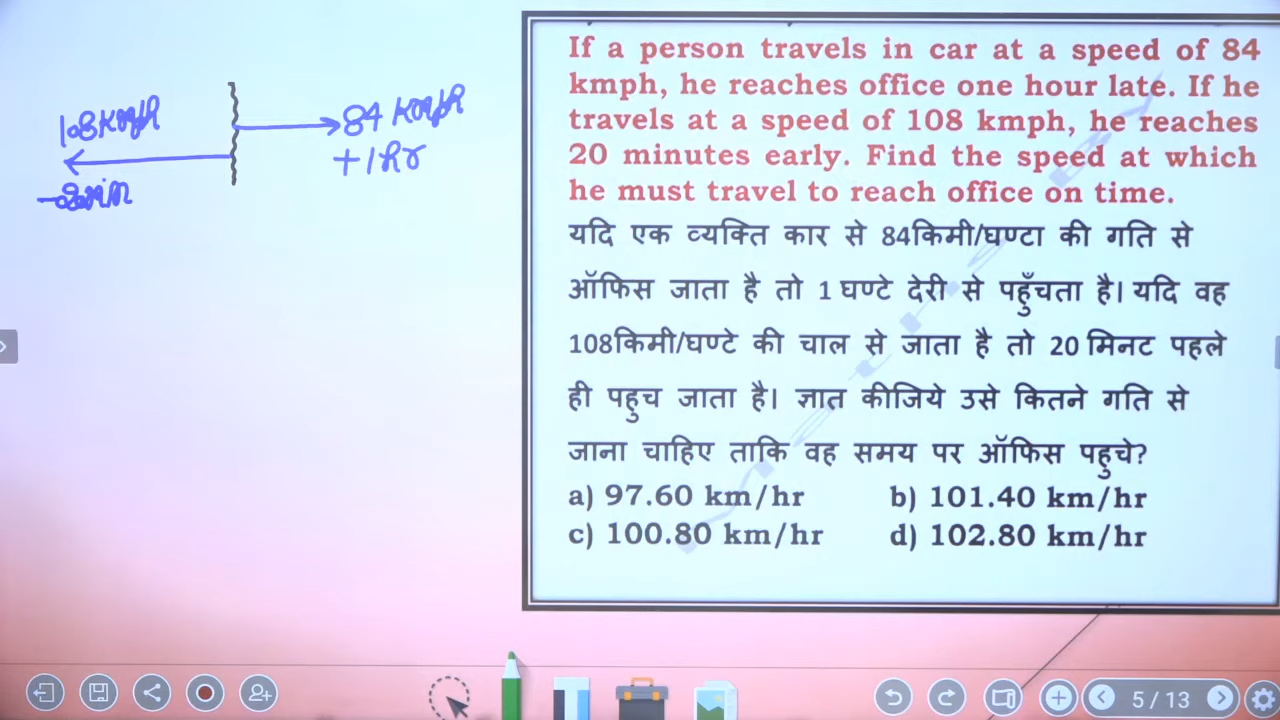 108 kmph
-20min
84 kmph
+1hr
If a person travels in car at a speed of 84
kmph, he reaches office one hour late. If he
travels at a speed of 108 kmph, he reaches
20 minutes early. Find the speed at which
he must travel to reach office on time.
यदि एक व्यक्ति कार से 84किमी/घण्टा की गति से
ऑफिस जाता है तो 1 घण्टे देरी से पहुँचता है। यदि वह
108किमी/घण्टे की चाल से जाता है तो 20 मिनट पहले
ही पहुच जाता है। ज्ञात कीजिये उसे कितने गति से
जाना चाहिए ताकि वह समय पर ऑफिस पहुचे?
a) 97.60 km/hr b) 101.40 km/hr
c) 100.80 km/hr d) 102.80 km/hr
5 / 13